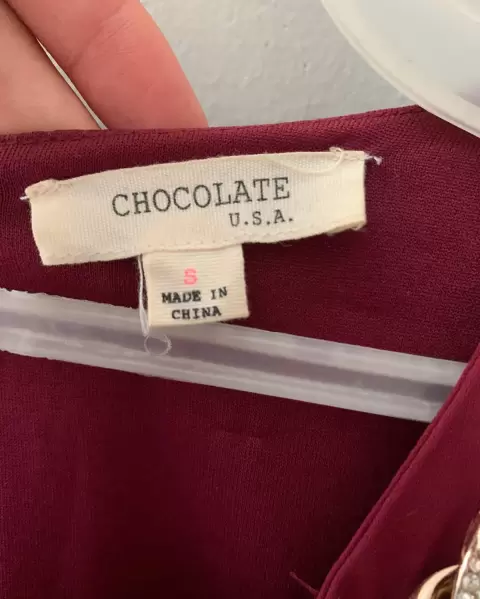 CHOCOLATE
U.S.A.
S
MADE IN
CHINA